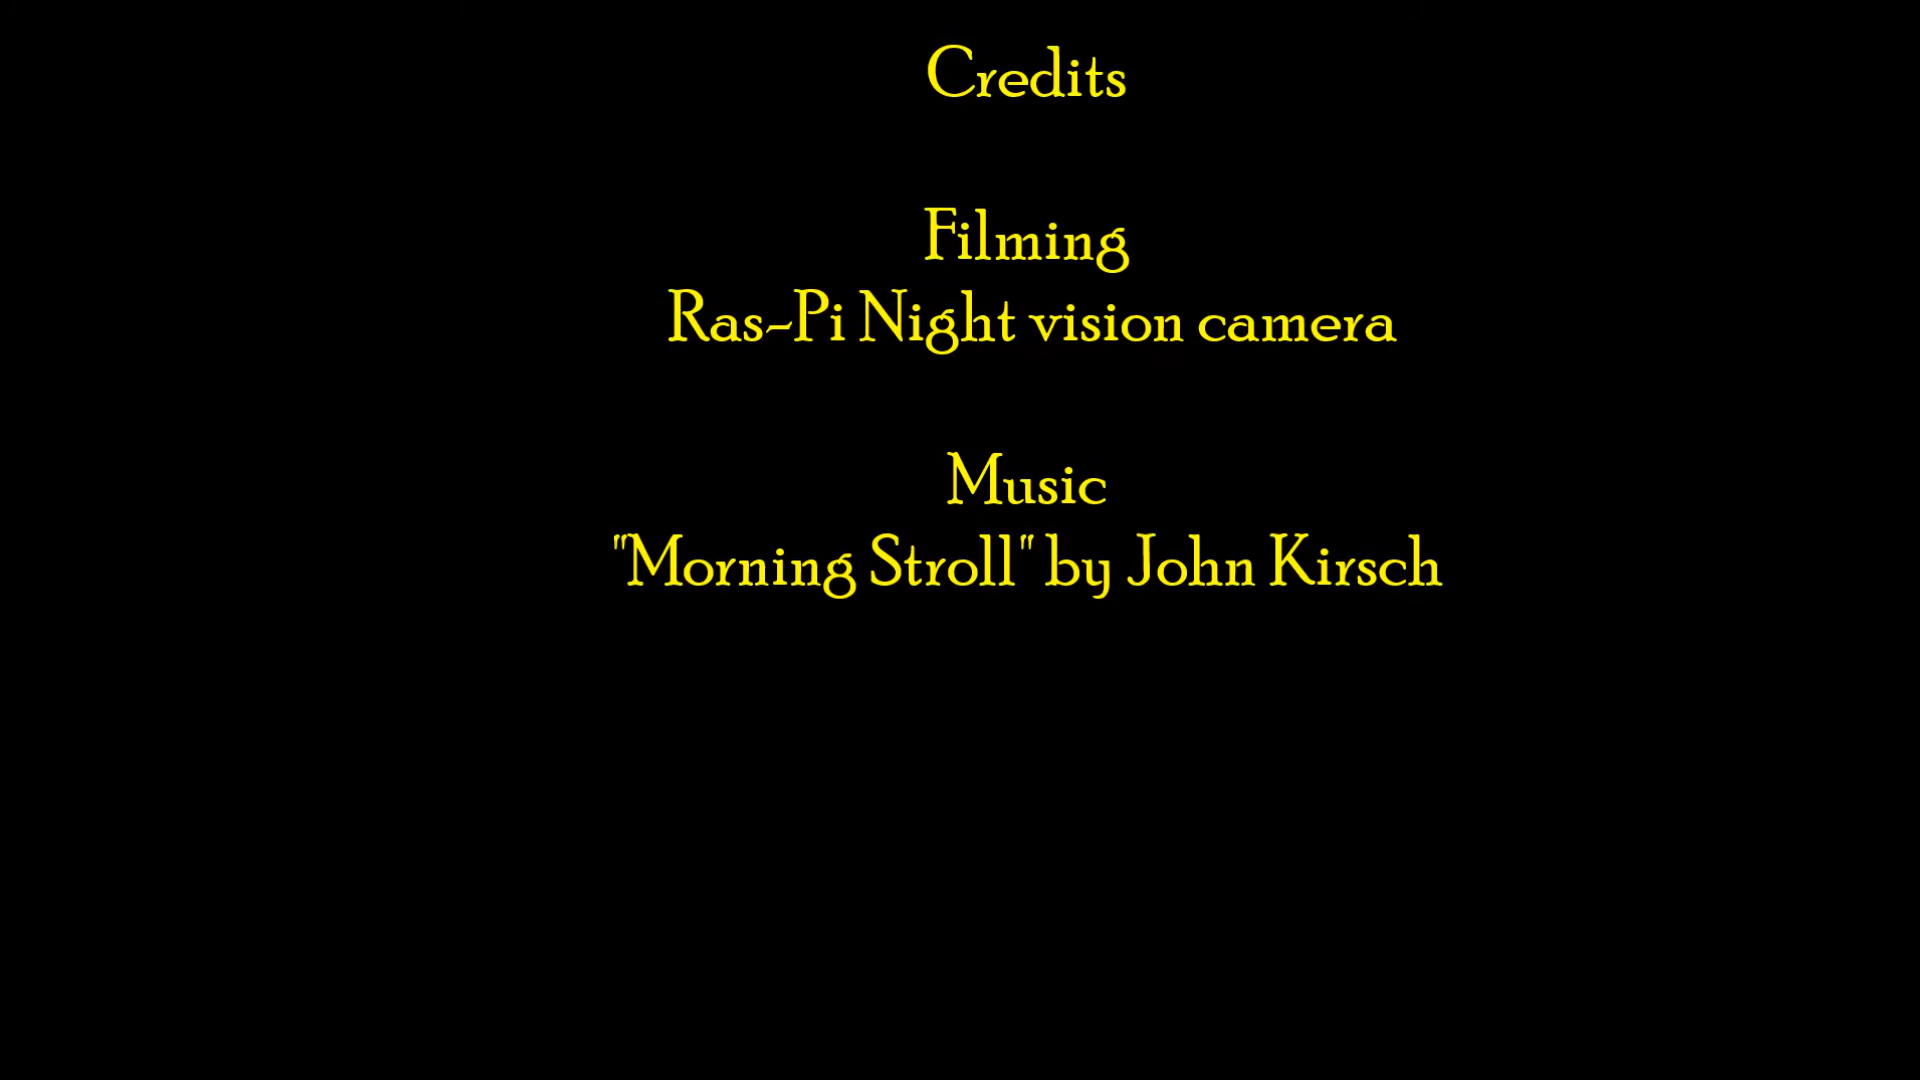 Credits
Filming
Ras-Pi Night vision camera
Music
"Morning Stroll" by John Kirsch